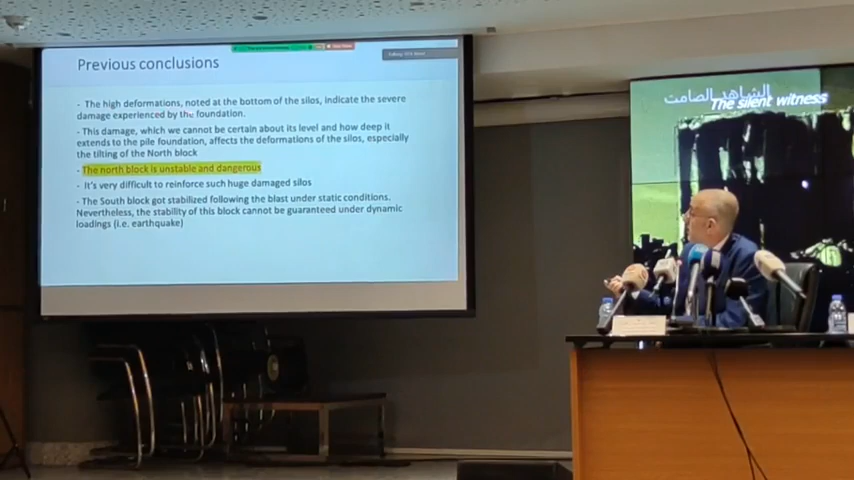 Previous conclusions
- The high deformations, noted at the bottom of the silos, indicate the severe
damage experienced by the foundation.
- This damage, which we cannot be certain about its level and how deep it
extends to the pile foundation, affects the deformations of the silos, especially
the tilting of the North block
- The north block is unstable and dangerous
- It's very difficult to reinforce such huge damaged silos
- The South block got stabilized following the blast under static conditions.
Nevertheless, the stability of this block cannot be guaranteed under dynamic
loadings (i.e. earthquake)
الشاهد الصامت
The silent witness